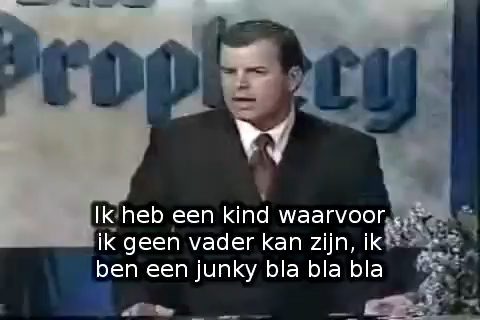 Prophecy
Ik heb een kind waarvoor
ik geen vader kan zijn, ik
ben een junky bla bla bla